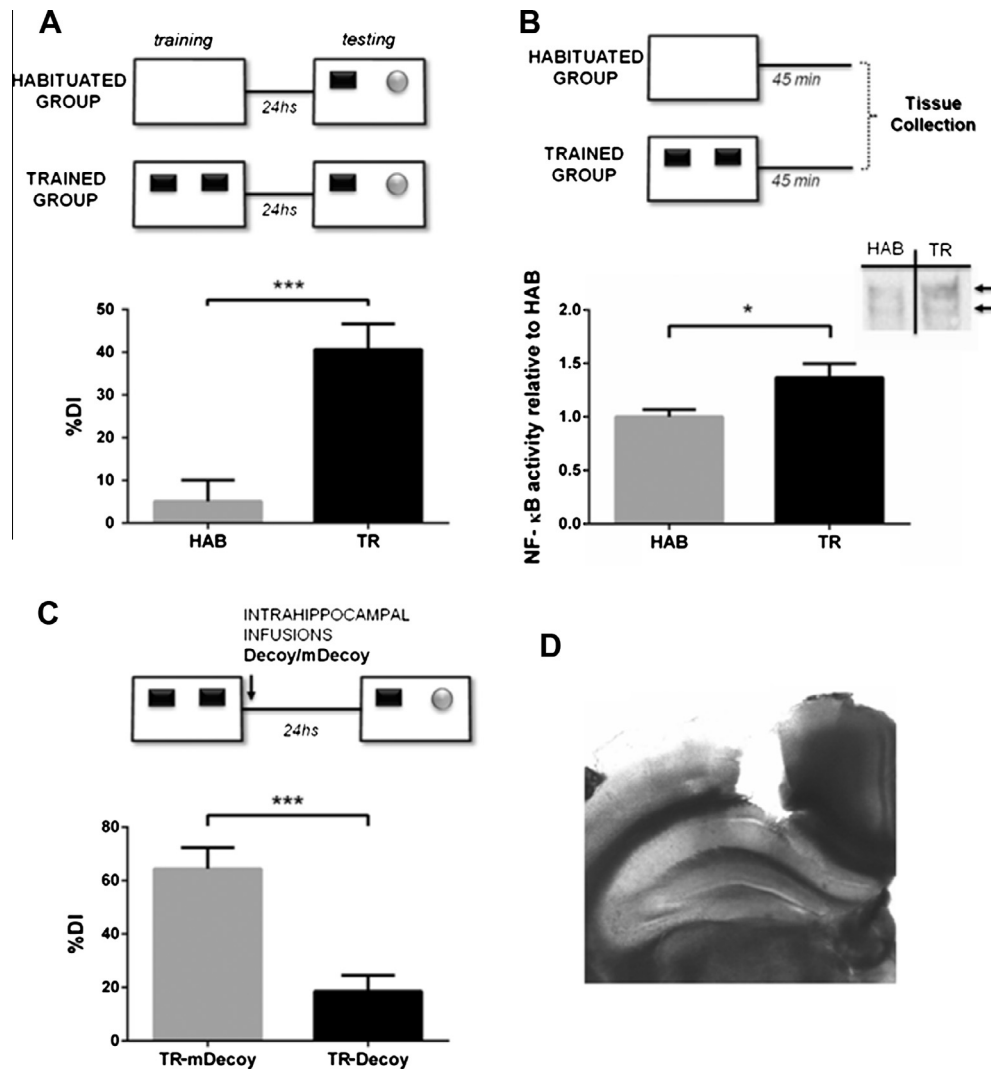 A
training
testing
HABITUATED
GROUP
24hs
TRAINED
GROUP
24hs
***
50
40
30
20
10
0
%DI
HAB
TR
B
HABITUATED
GROUP
45 min
Tissue
Collection
TRAINED
GROUP
45 min
HAB
TR
*
2.0
1.5
1.0
0.5
0.0
NF- κB activity relative to HAB
HAB
TR
C
INTRAHIPPOCAMPAL
INFUSIONS
Decoy/mDecoy
24hs
***
80
60
40
20
0
%DI
TR-mDecoy
TR-Decoy
D